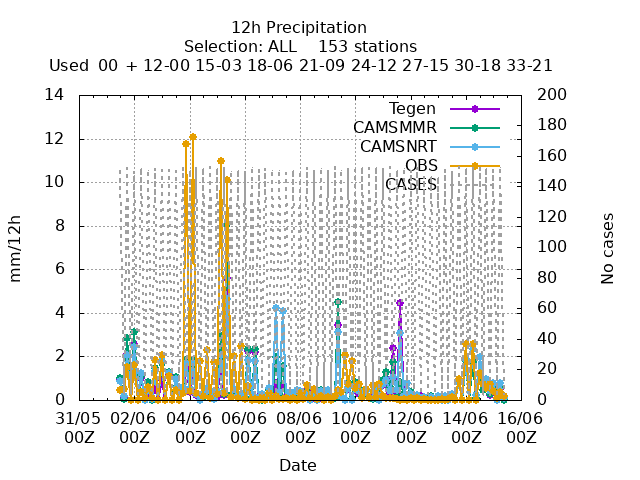 12h Precipitation
Selection: ALL 153 stations
Used 00 + 12-00 15-03 18-06 21-09 24-12 27-15 30-18 33-21
14
12
10
8
6
4
2
0
mm/12h
200
180
160
140
120
100
80
60
40
20
0
No cases
Tegen
CAMSMMR
CAMSNRT
OBS
CASES
31/05 02/06 04/06 06/06 08/06 10/06 12/06 14/06 16/06
00Z 00Z 00Z 00Z 00Z 00Z 00Z 00Z 00Z
Date